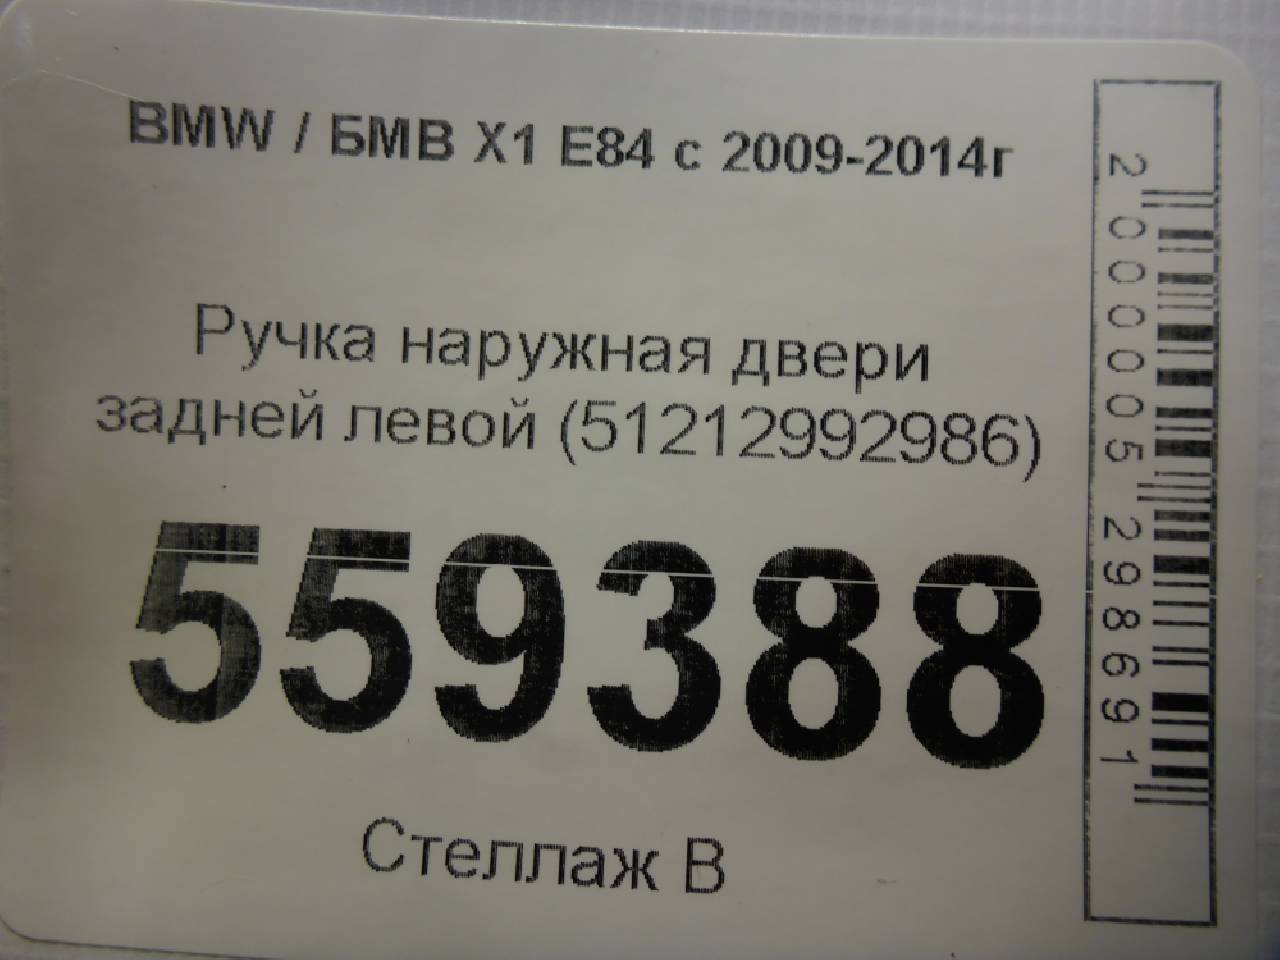 BMW / БМВ X1 E84 с 2009-2014г
Ручка наружная двери
задней левой (51212992986)
559388
Стеллаж В
2000005298691